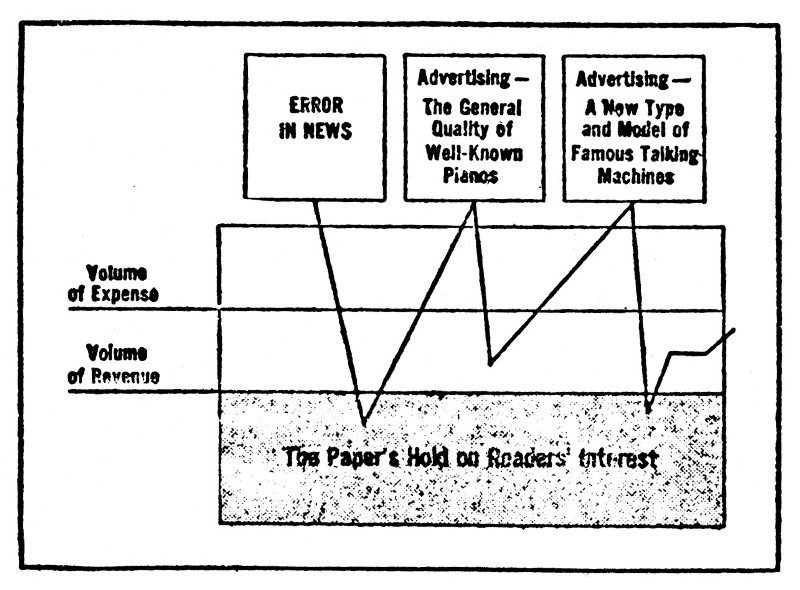 ERROR
IN NEWS
Advertising—
The General
Quality of
Well-Known
Pianos
Advertising—
A New Type
and Model of
Famous Talking
Machines
Volume
of Expense
Volume
of Revenue
The Paper's Hold on Readers' Interest